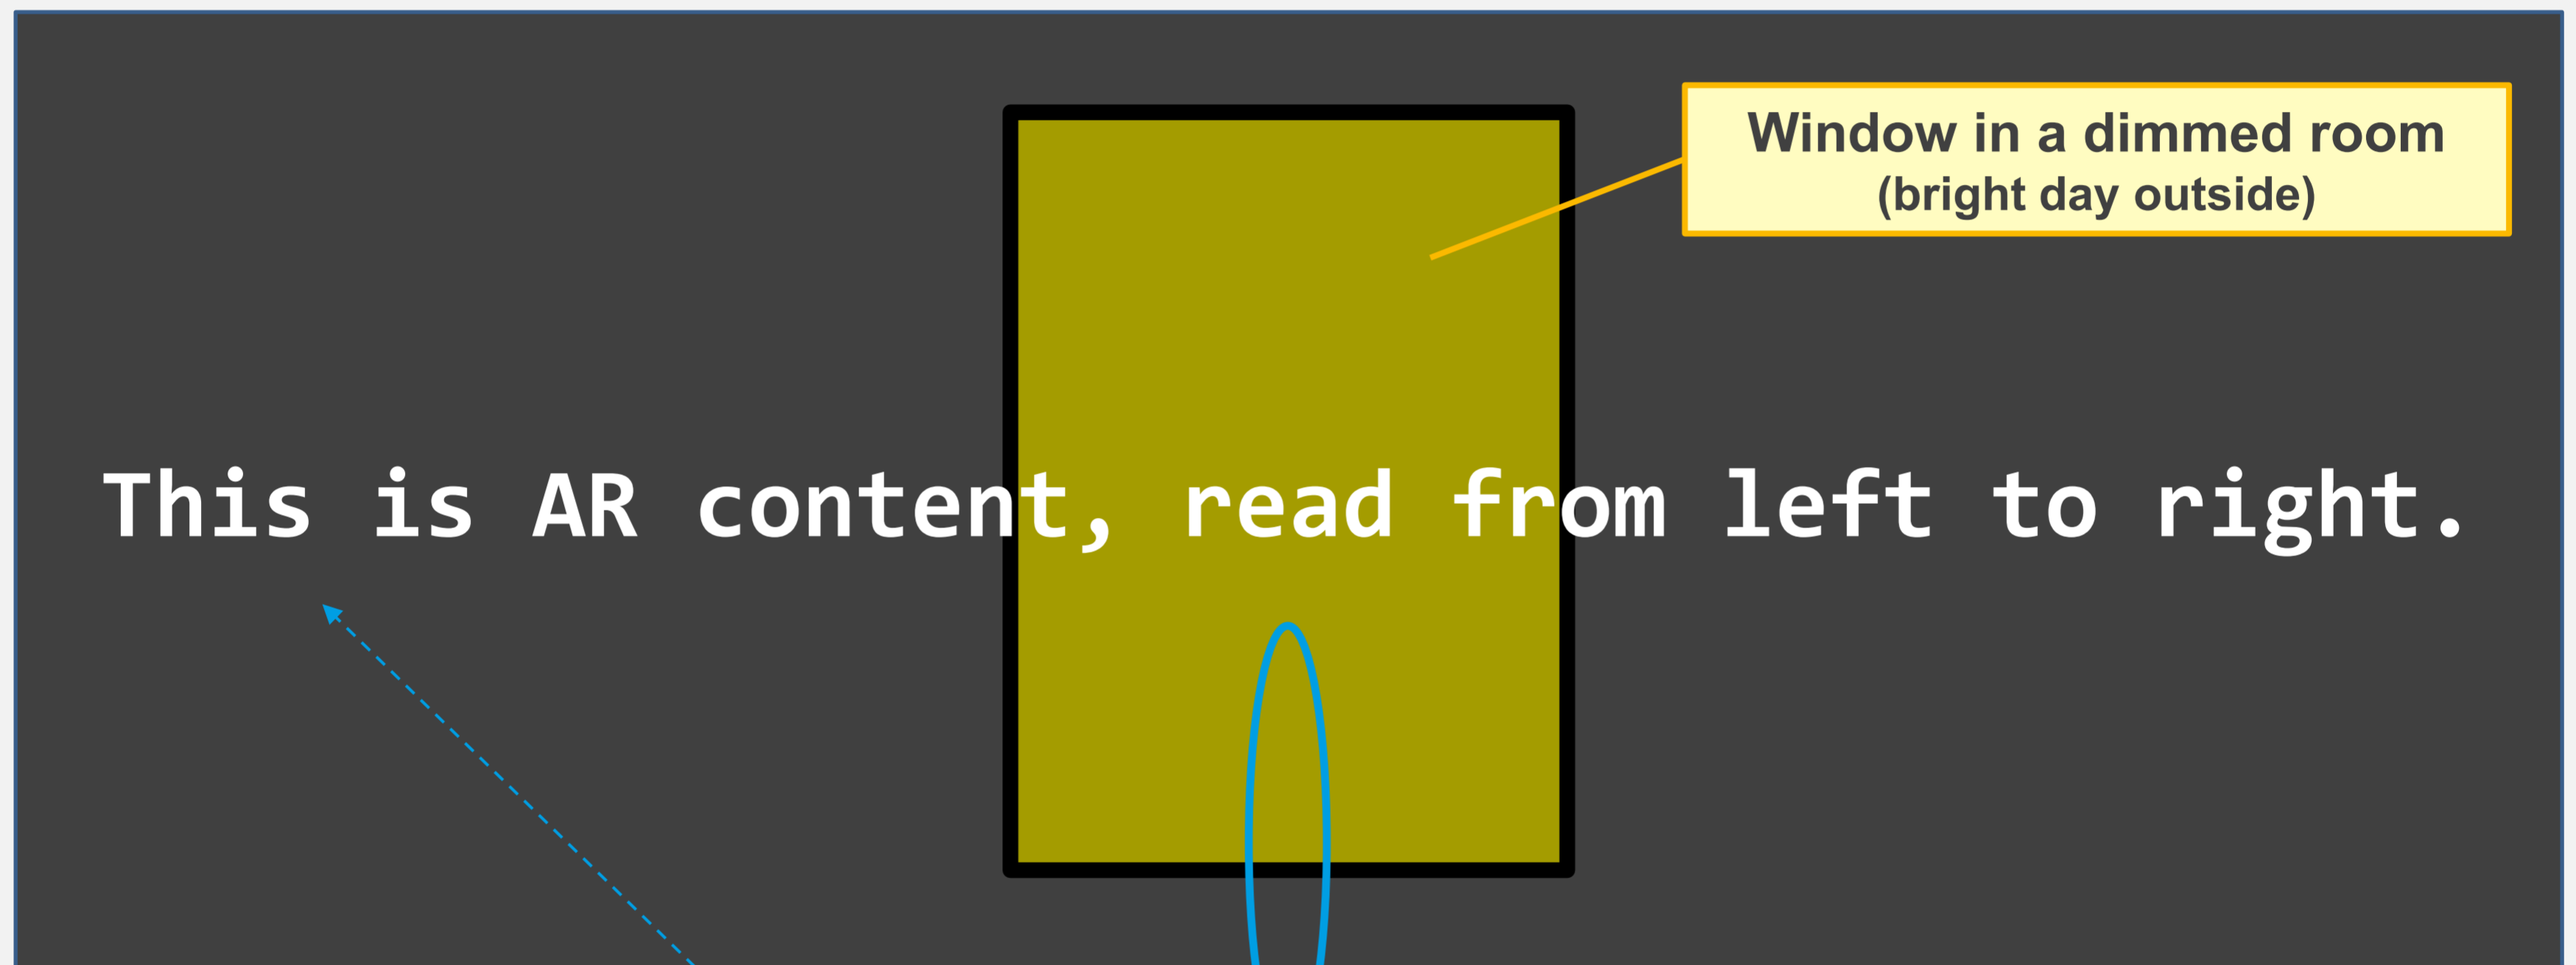 Window in a dimmed room
(bright day outside)
This is AR content, read from left to right.